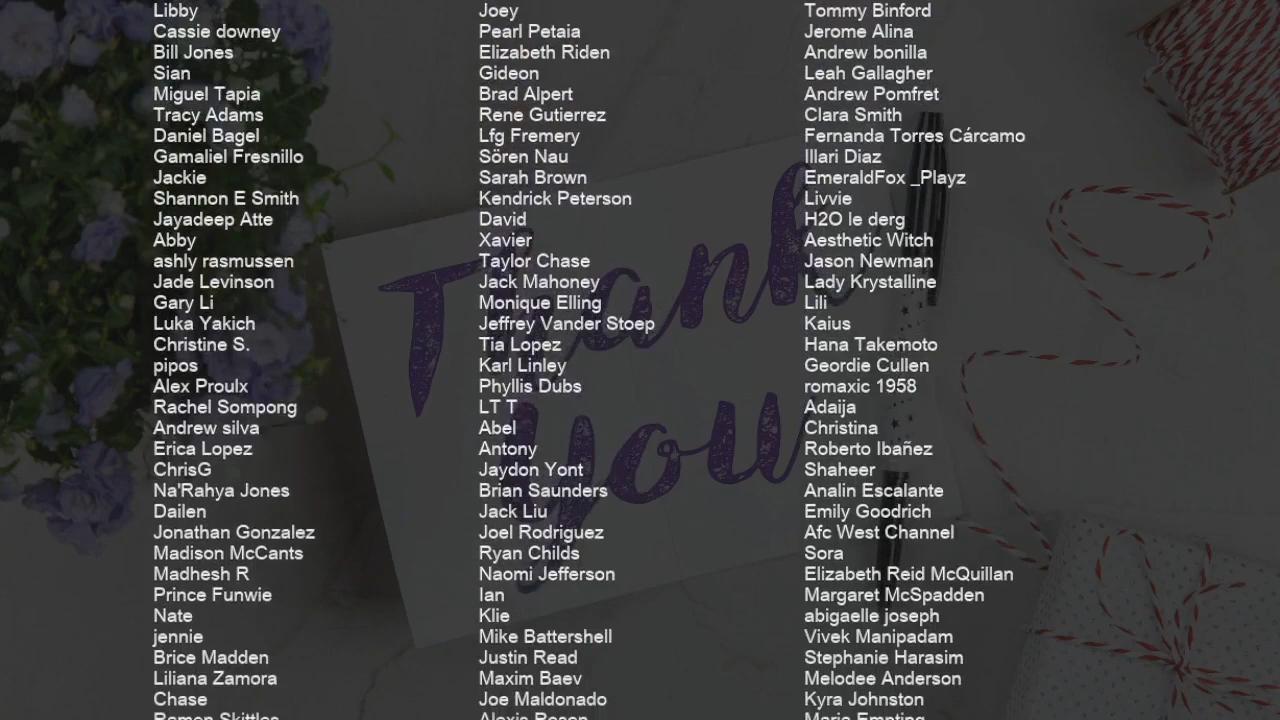 Libby
Cassie downey
Bill Jones
Sian
Miguel Tapia
Tracy Adams
Daniel Bagel
Gamaliel Fresnillo
Jackie
Shannon E Smith
Jayadeep Atte
Abby
ashly rasmussen
Jade Levinson
Gary Li
Luka Yakich
Christine S.
pipos
Alex Proulx
Rachel Sompong
Andrew silva
Erica Lopez
ChrisG
Na'Rahya Jones
Dailen
Jonathan Gonzalez
Madison McCants
Madhesh R
Prince Funwie
Nate
jennie
Brice Madden
Liliana Zamora
Chase
Ramen Skittles
Joey
Pearl Petaia
Elizabeth Riden
Gideon
Brad Alpert
Rene Gutierrez
Lfg Fremery
Sören Nau
Sarah Brown
Kendrick Peterson
David
Xavier
Taylor Chase
Jack Mahoney
Monique Elling
Jeffrey Vander Stoep
Tia Lopez
Karl Linley
Phyllis Dubs
LT T
Abel
Antony
Jaydon Yont
Brian Saunders
Jack Liu
Joel Rodriguez
Ryan Childs
Naomi Jefferson
Ian
Klie
Mike Battershell
Justin Read
Maxim Baev
Joe Maldonado
Tommy Binford
Jerome Alina
Andrew bonilla
Leah Gallagher
Andrew Pomfret
Clara Smith
Fernanda Torres Cárcamo
Illari Diaz
EmeraldFox _Playz
Livvie
H2O le derg
Aesthetic Witch
Jason Newman
Lady Krystalline
Lili
Kaius
Hana Takemoto
Geordie Cullen
romaxic 1958
Adaija
Christina
Roberto Ibañez
Shaheer
Analin Escalante
Emily Goodrich
Afc West Channel
Sora
Elizabeth Reid McQuillan
Margaret McSpadden
abigaelle joseph
Vivek Manipadam
Stephanie Harasim
Melodee Anderson
Kyra Johnston
Thank
you